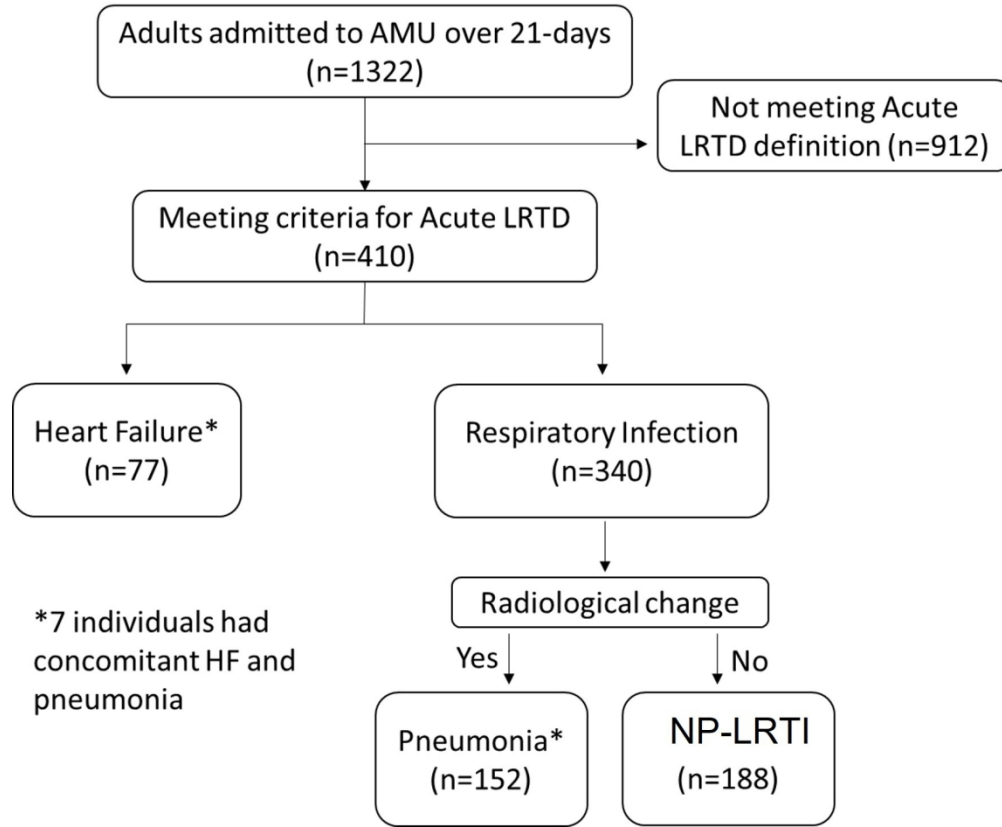 Adults admitted to AMU over 21-days
(n=1322)
Not meeting Acute
LRTD definition (n=912)
Meeting criteria for Acute LRTD
(n=410)
Heart Failure*
(n=77)
Respiratory Infection
(n=340)
Radiological change
*7 individuals had
concomitant HF and
pneumonia
Yes
No
Pneumonia*
(n=152)
NP-LRTI
(n=188)